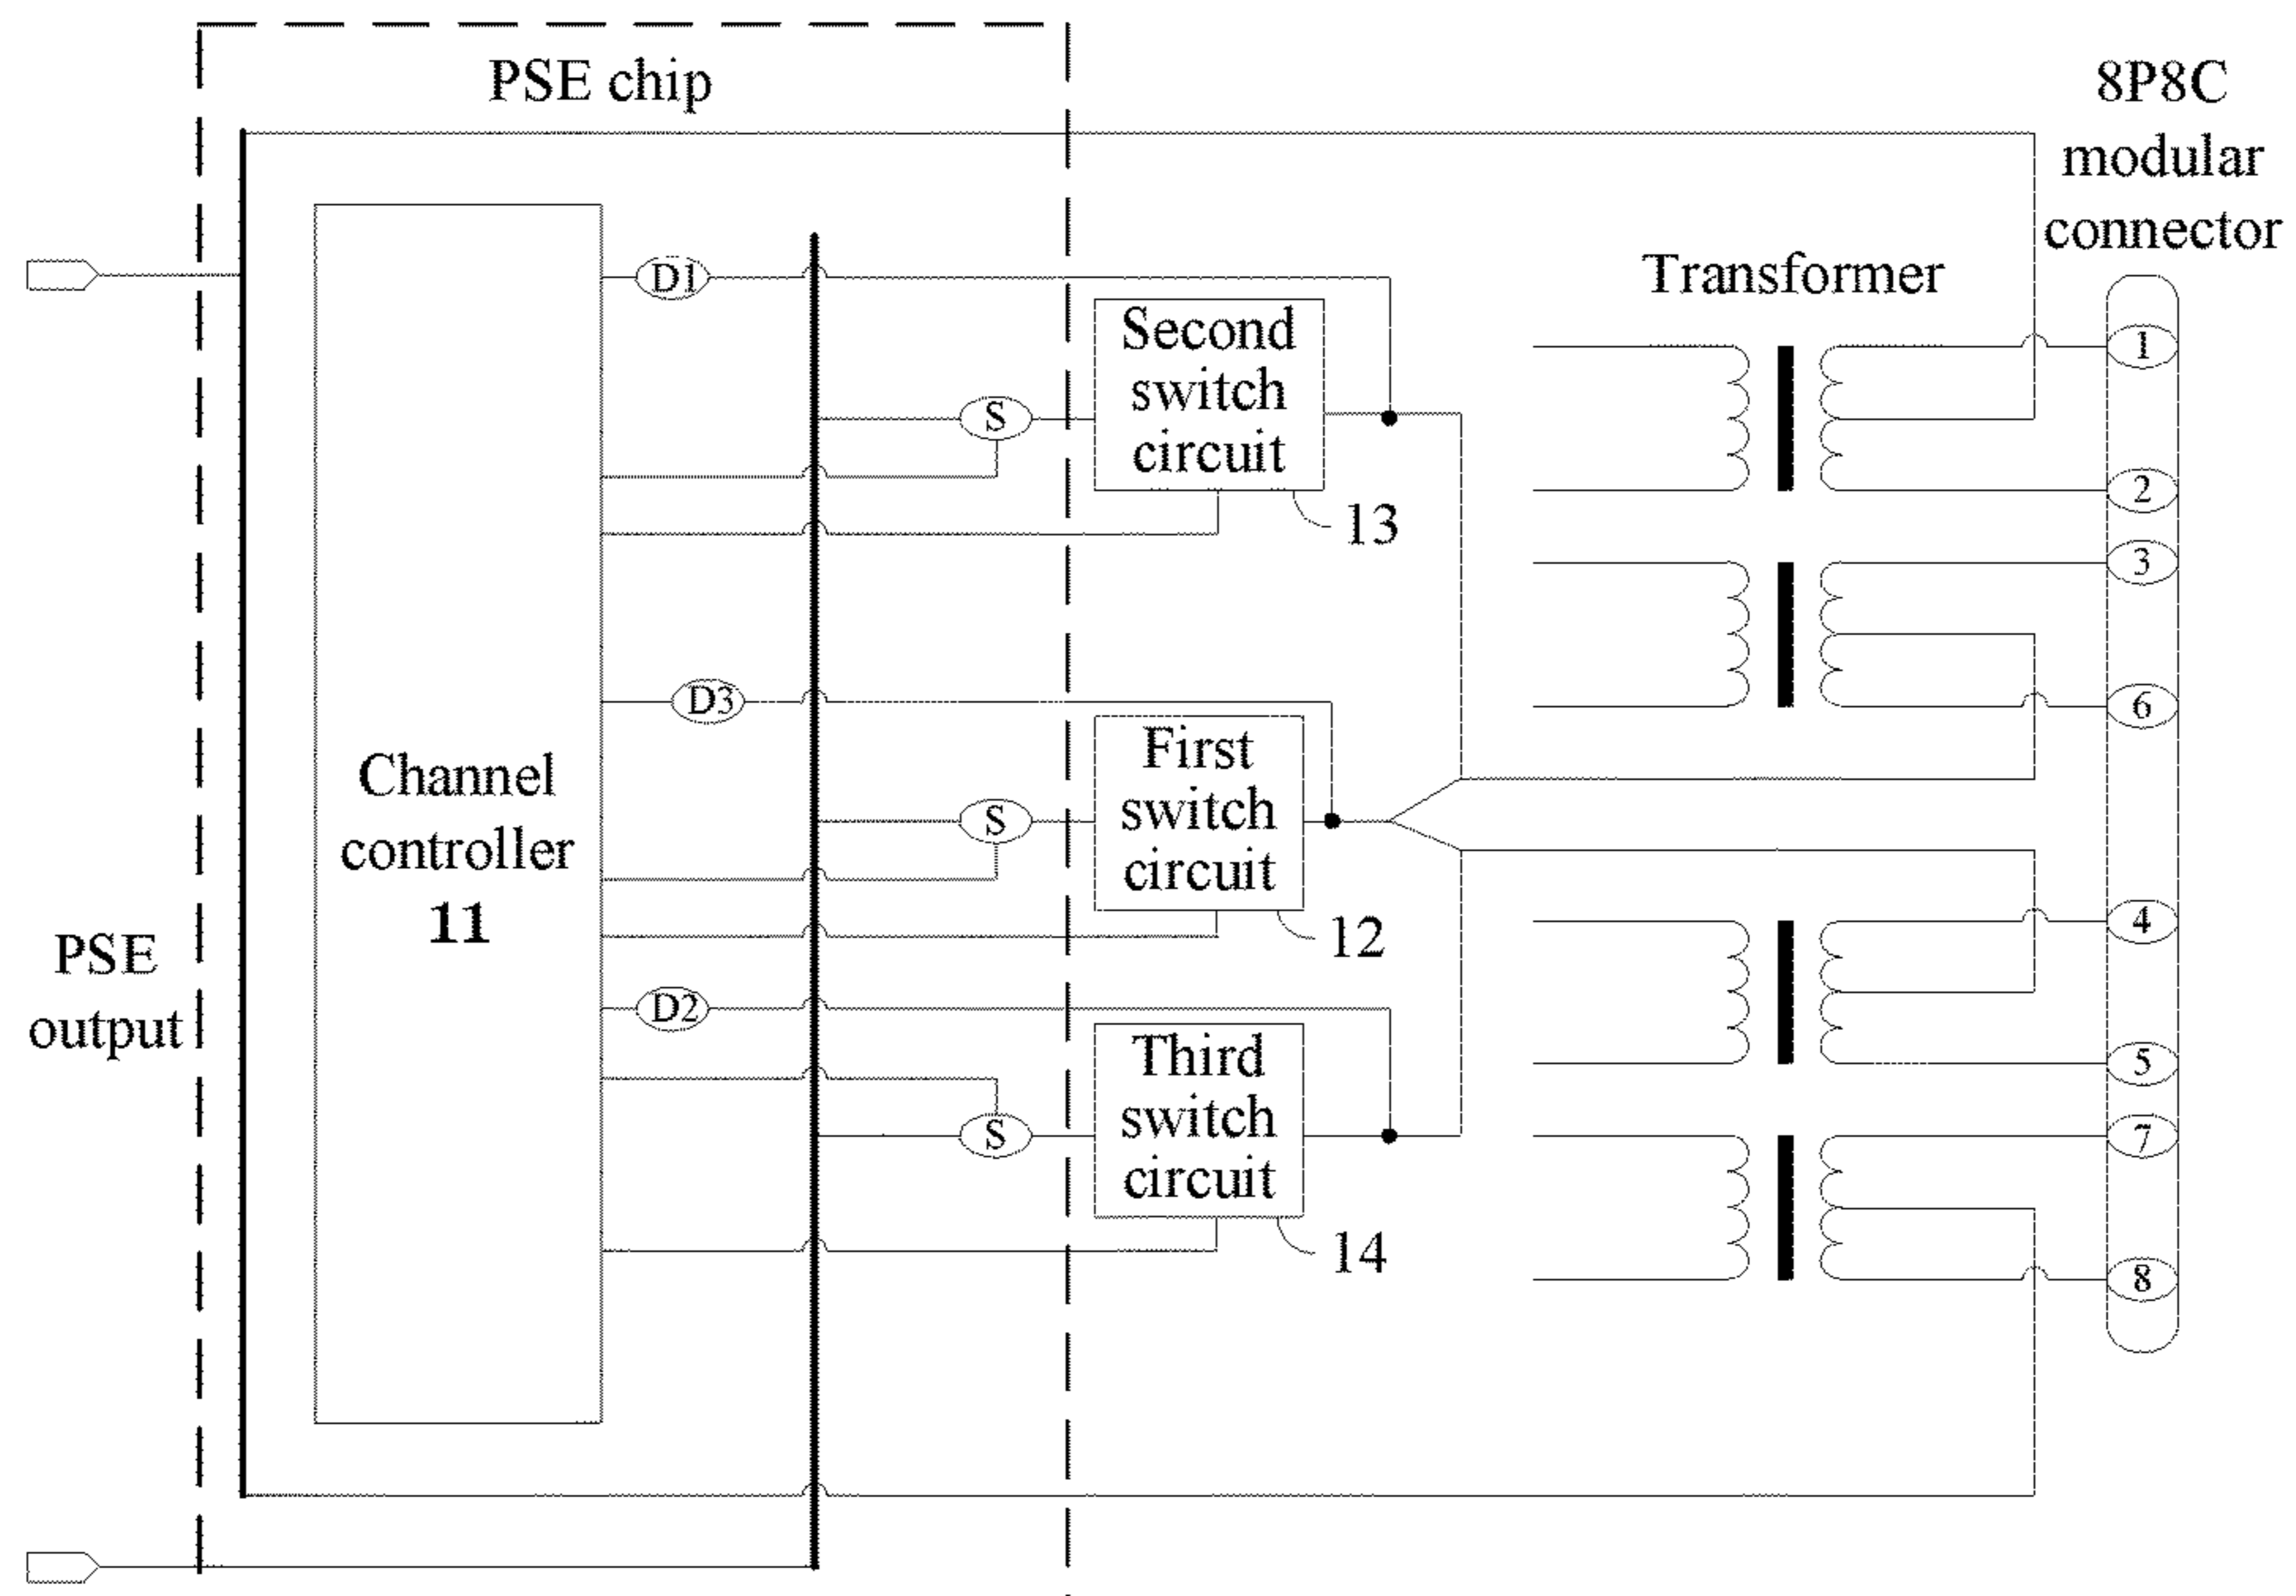 PSE chip
8P8C
modular
connector
Transformer
D1
Second
switch
circuit
S
13
1
2
3
6
D3
First
switch
circuit
S
12
Channel
controller
11
PSE
output
D2
Third
switch
circuit
S
14
4
5
7
8